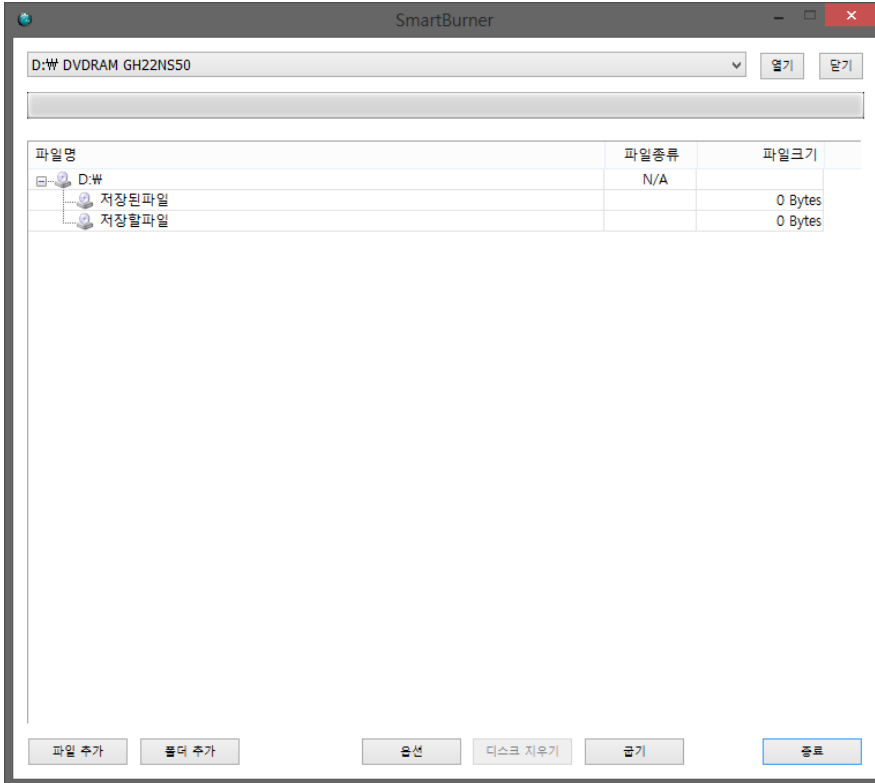 SmartBurner
D:₩ DVDRAM GH22NS50
열기
닫기
파일명 파일종류 파일크기
D:₩ N/A
저장된파일 0 Bytes
저장할파일 0 Bytes
파일 추가 폴더 추가 옵션 디스크 지우기 굽기 종료